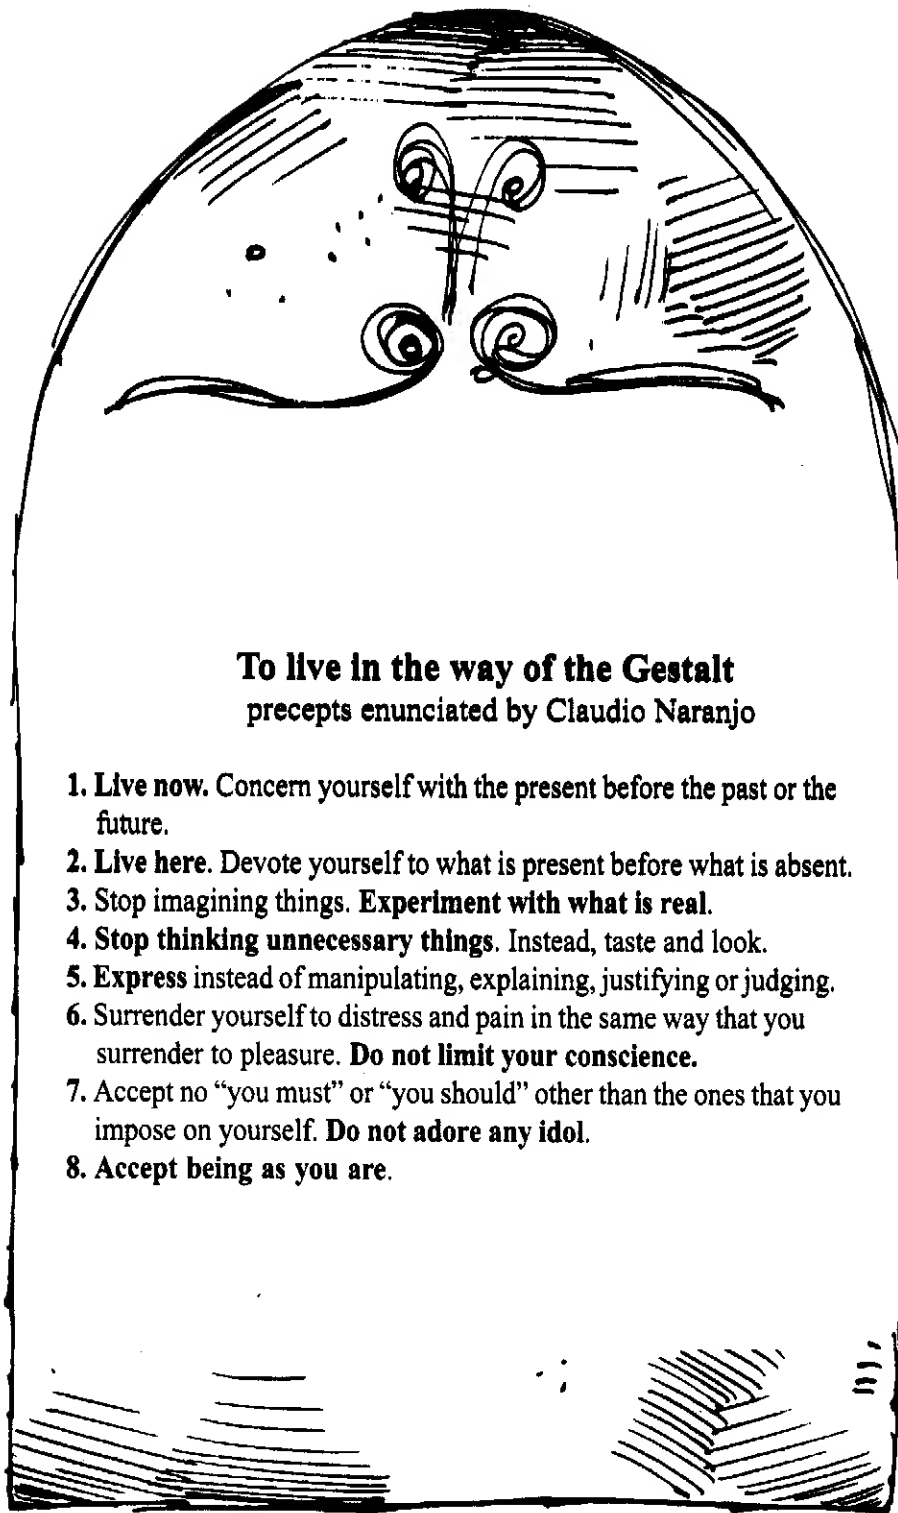 To live in the way of the Gestalt
precepts enunciated by Claudio Naranjo
1. Live now. Concern yourself with the present before the past or the
future.
2. Live here. Devote yourself to what is present before what is absent.
3. Stop imagining things. Experiment with what is real.
4. Stop thinking unnecessary things. Instead, taste and look.
5. Express instead of manipulating, explaining, justifying or judging.
6. Surrender yourself to distress and pain in the same way that you
surrender to pleasure. Do not limit your conscience.
7. Accept no “you must” or “you should” other than the ones that you
impose on yourself. Do not adore any idol.
8. Accept being as you are.